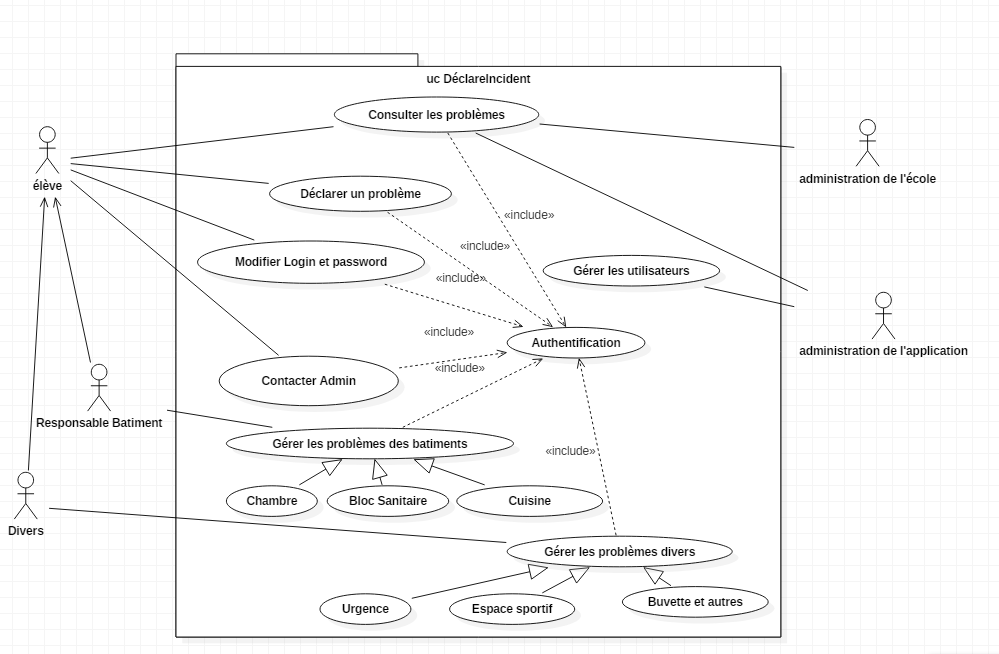 uc DéclareIncident
Consulter les problèmes
élève
administration de l'école
Déclarer un problème
«include»
«include»
Modifier Login et password
Gérer les utilisateurs
«include»
«include»
Authentification
administration de l'application
«include»
Contacter Admin
Responsable Batiment
Gérer les problèmes des batiments
«include»
Chambre
Bloc Sanitaire
Cuisine
Divers
Gérer les problèmes divers
Urgence
Espace sportif
Buvette et autres